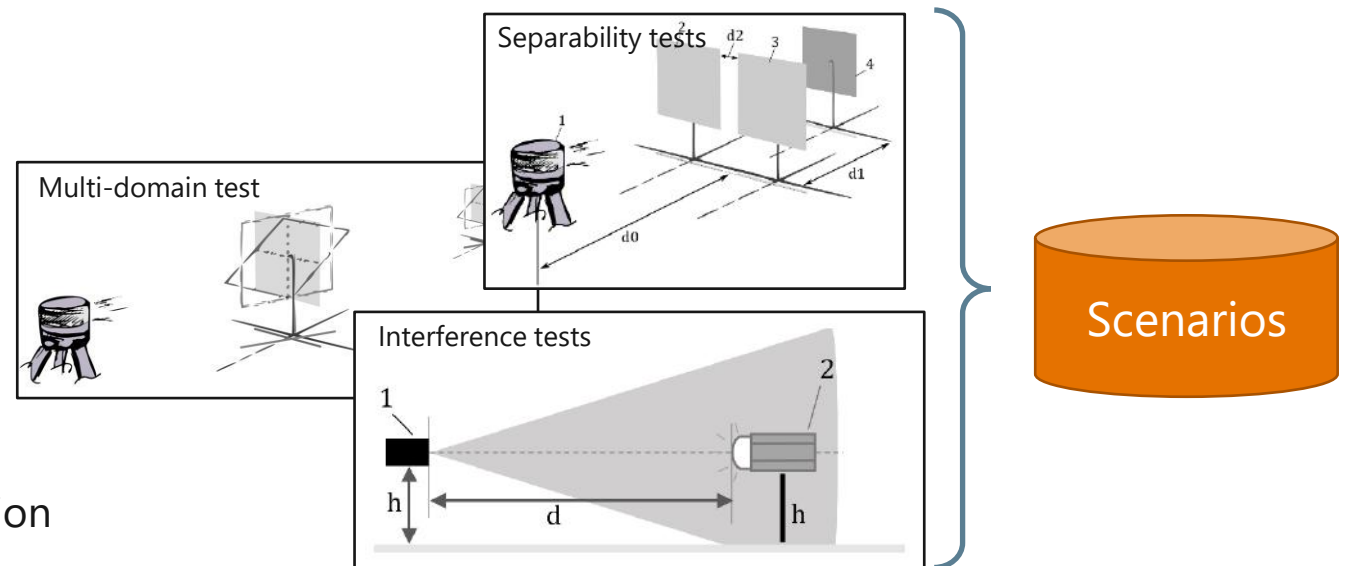 Separability tests
2
d2
3
4
1
d1
d0
Multi-domain test
Interference tests
1
2
h
d
h
on
Scenarios